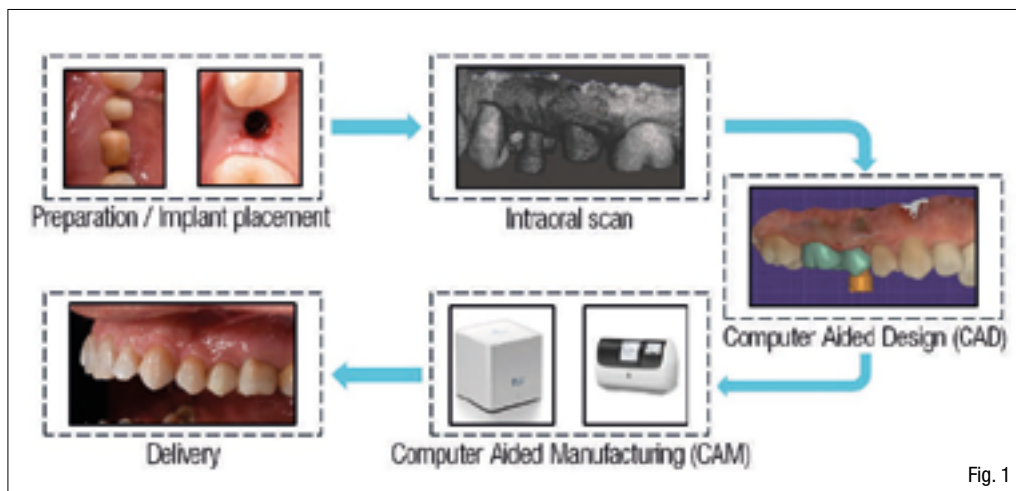 Preparation / Implant placement
Intraoral scan
Computer Aided Design (CAD)
Computer Aided Manufacturing (CAM)
Delivery
Fig. 1